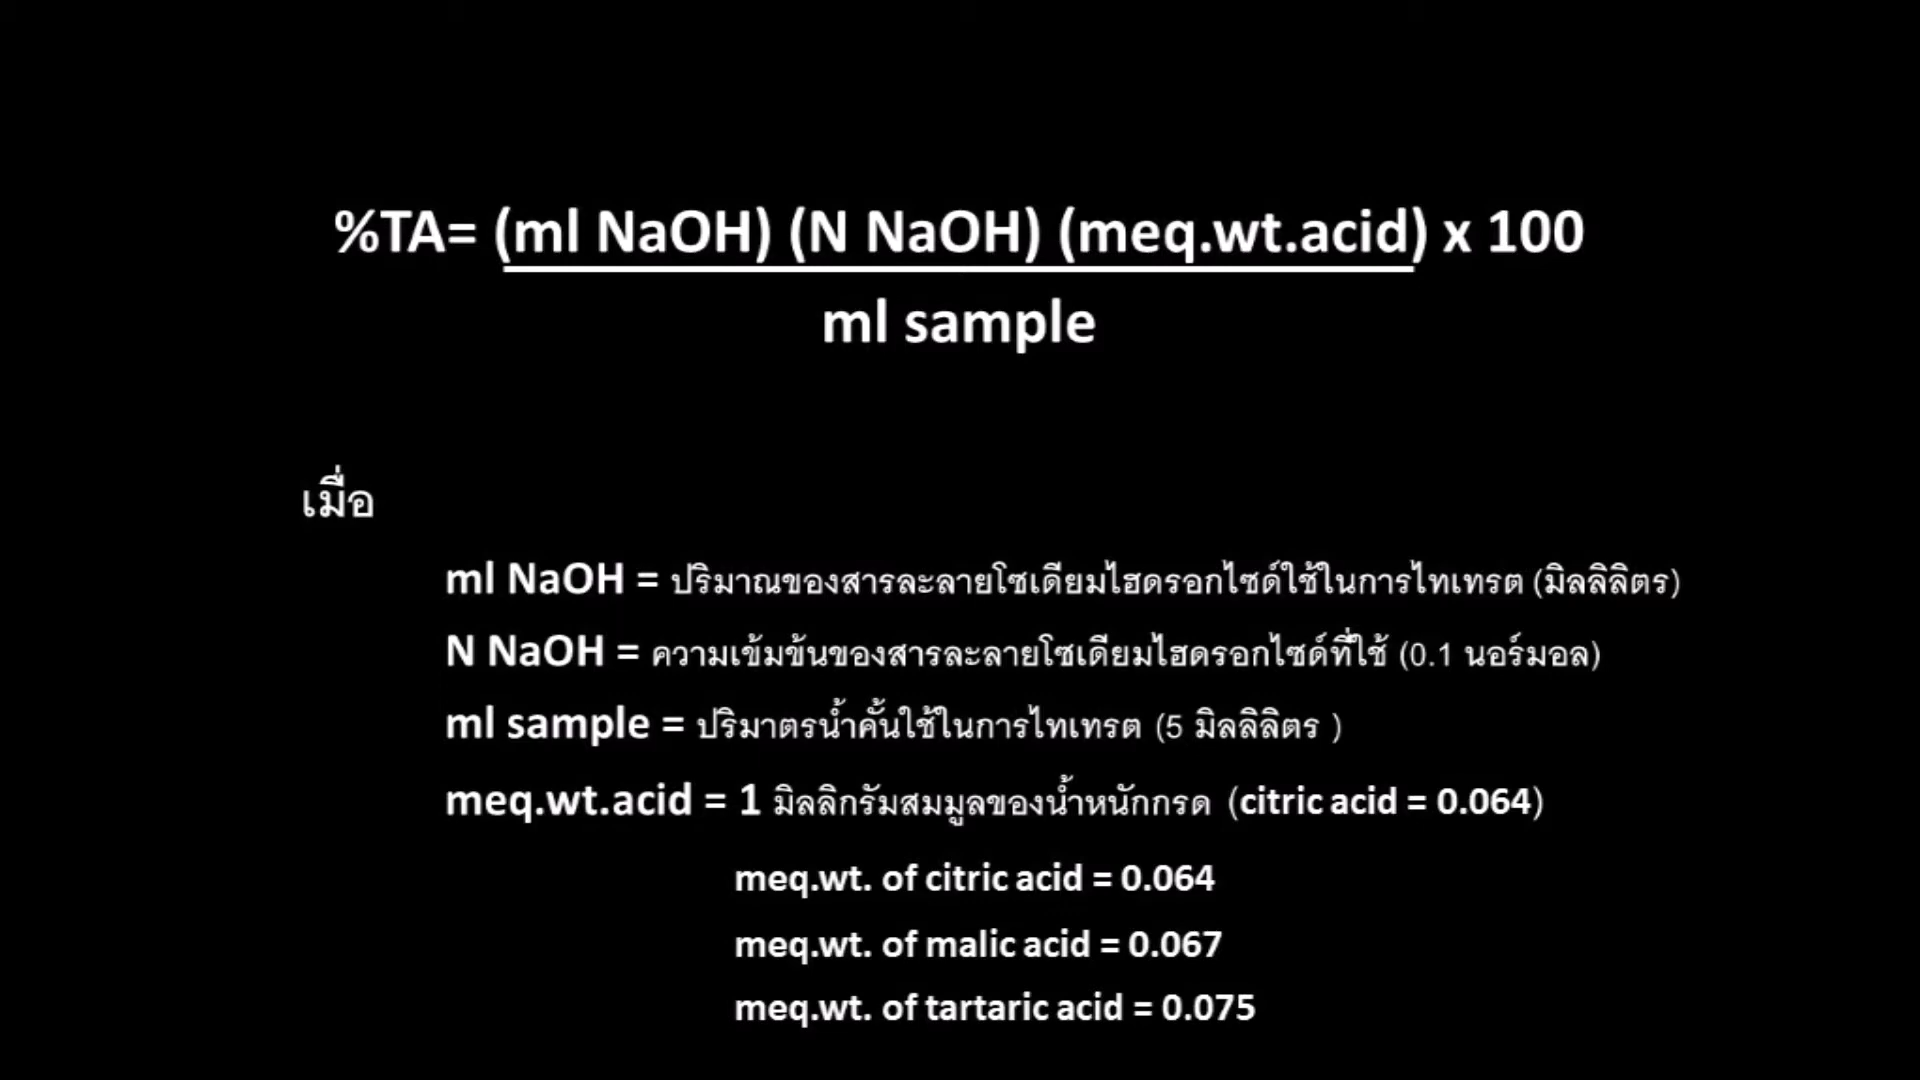 %TA= (ml NaOH) (N NaOH) (meq.wt.acid) x 100
ml sample
เมื่อ
ml NaOH = ปริมาณของสารละลายโซเดียมไฮดรอกไซด์ใช้ในการไทเทรต (มิลลิลิตร)
N NaOH = ความเข้มข้นของสารละลายโซเดียมไฮดรอกไซด์ที่ใช้ (0.1 นอร์มอล)
ml sample = ปริมาตรน้ำคั้นใช้ในการไทเทรต (5 มิลลิลิตร )
meq.wt.acid = 1 มิลลิกรัมสมมูลของน้ำหนักกรด (citric acid = 0.064)
meq.wt. of citric acid = 0.064
meq.wt. of malic acid = 0.067
meq.wt. of tartaric acid = 0.075